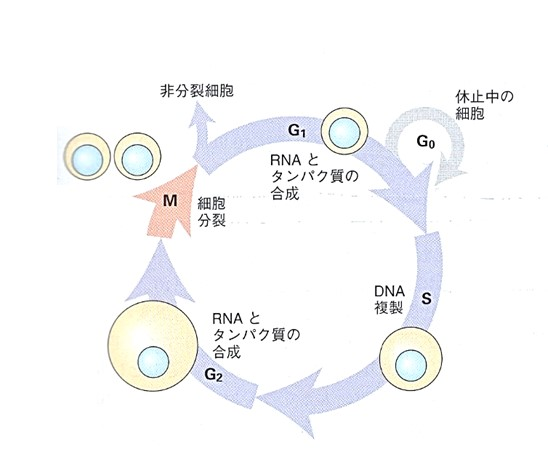 非分裂細胞
休止中の
細胞
G1
G0
RNA と
タンパク質の
合成
M
細胞
分裂
DNA
複製
S
RNA と
タンパク質の
合成
G2